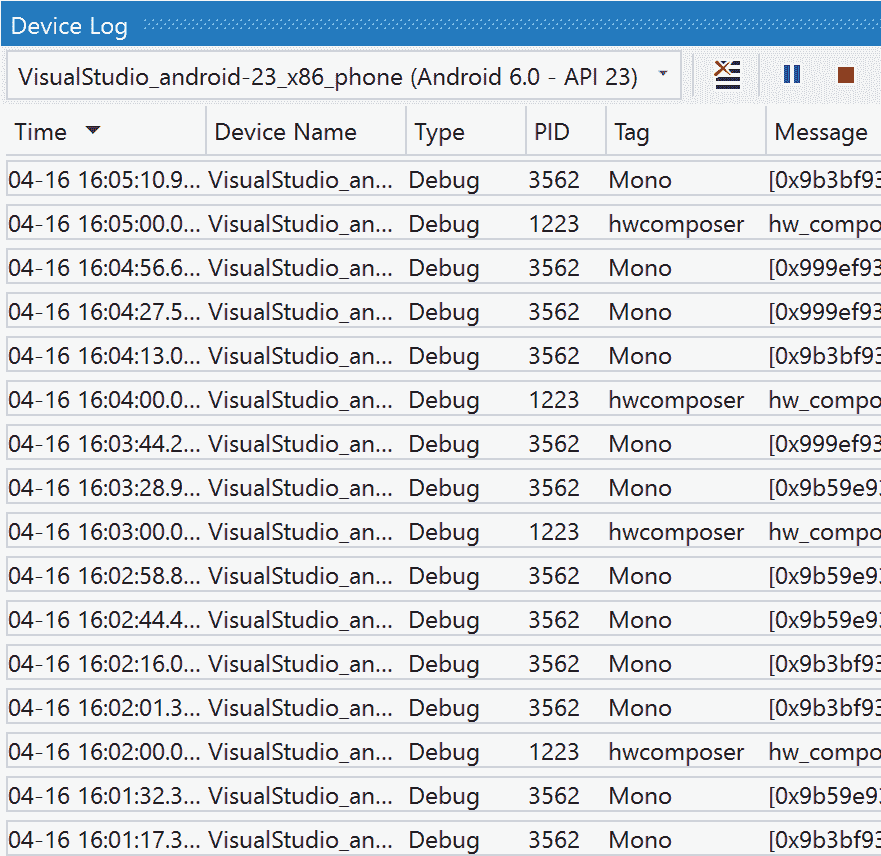 Device Log
VisualStudio_android-23_x86_phone (Android 6.0 - API 23)
Time Device Name Type PID Tag Message
04-16 16:05:10.9... VisualStudio_an... Debug 3562 Mono [0x9b3bf93
04-16 16:05:00.0... VisualStudio_an... Debug 1223 hwcomposer hw_compo
04-16 16:04:56.6... VisualStudio_an... Debug 3562 Mono [0x999ef93
04-16 16:04:27.5... VisualStudio_an... Debug 3562 Mono [0x999ef93
04-16 16:04:13.0... VisualStudio_an... Debug 3562 Mono [0x9b3bf93
04-16 16:04:00.0... VisualStudio_an... Debug 1223 hwcomposer hw_compo
04-16 16:03:44.2... VisualStudio_an... Debug 3562 Mono [0x999ef93
04-16 16:03:28.9... VisualStudio_an... Debug 3562 Mono [0x9b59e93
04-16 16:03:00.0... VisualStudio_an... Debug 1223 hwcomposer hw_compo
04-16 16:02:58.8... VisualStudio_an... Debug 3562 Mono [0x9b59e93
04-16 16:02:44.4... VisualStudio_an... Debug 3562 Mono [0x9b59e93
04-16 16:02:16.0... VisualStudio_an... Debug 3562 Mono [0x9b3bf93
04-16 16:02:01.3... VisualStudio_an... Debug 3562 Mono [0x9b3bf93
04-16 16:02:00.0... VisualStudio_an... Debug 1223 hwcomposer hw_compo
04-16 16:01:32.3... VisualStudio_an... Debug 3562 Mono [0x9b59e93
04-16 16:01:17.3... VisualStudio_an... Debug 3562 Mono [0x9b3bf93